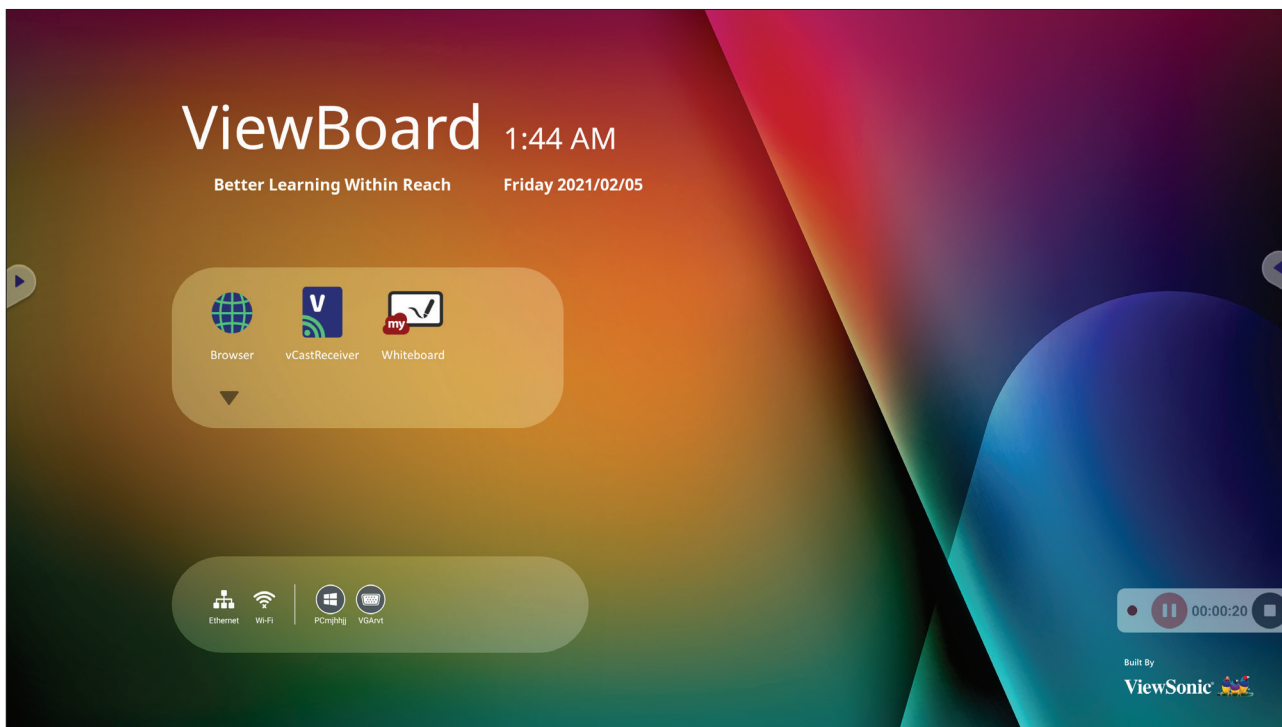 ViewBoard 1:44 AM
Better Learning Within Reach Friday 2021/02/05
V
my
Browser vCastReceiver Whiteboard
Ethernet Wi-Fi PCmjhhjj VGArvt
00:00:20
Built By
ViewSonic